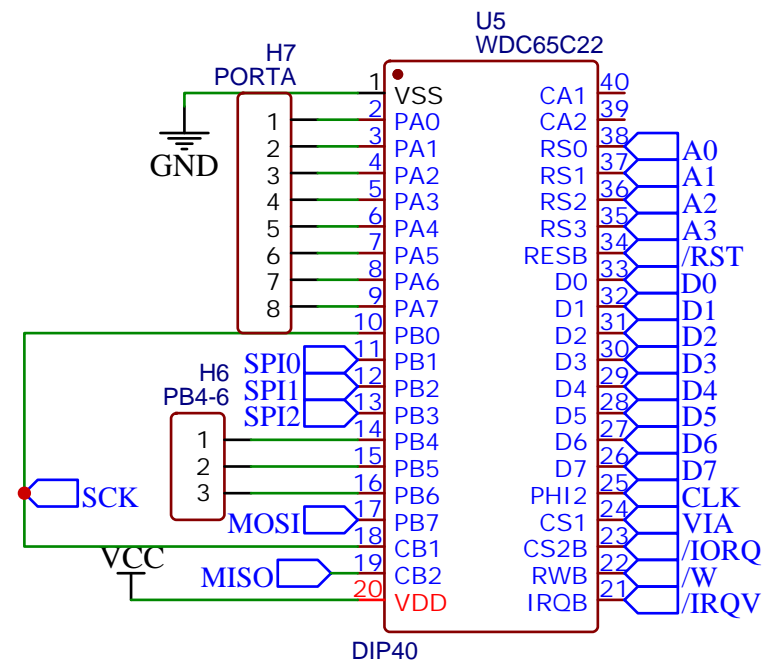 U5
WDC65C22
H7
PORTA
1 VSS CA1 40
1 2 PA0 CA2 39
2 3 PA1 RS0 38 A0
3 4 PA2 RS1 37 A1
4 5 PA3 RS2 36 A2
5 6 PA4 RS3 35 A3
6 7 PA5 RESB 34 /RST
7 8 PA6 D0 33 D0
8 9 PA7 D1 32 D1
10 PB0 D2 31 D2
SPI0 11 PB1 D3 30 D3
SPI1 12 PB2 D4 29 D4
SPI2 13 PB3 D5 28 D5
1 14 PB4 D6 27 D6
2 15 PB5 D7 26 D7
3 16 PB6 PHI2 25 CLK
MOSI 17 PB7 CS1 24 VIA
18 CB1 CS2B 23 /IORQ
MISO 19 CB2 RWB 22 /W
20 VDD IRQB 21 /IRQV
GND
H6
PB4-6
SCK
VCC
DIP40